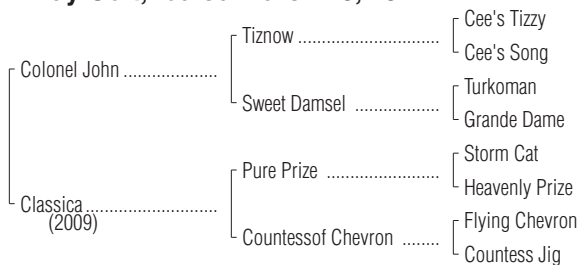 Cee's Tizzy
Tiznow ................................
Cee's Song
Colonel John .....................
Turkoman
Sweet Damsel ...................
Grande Dame
Storm Cat
Pure Prize .........................
Heavenly Prize
Classica..............................
(2009)
Flying Chevron
Countessof Chevron ........
Countess Jig